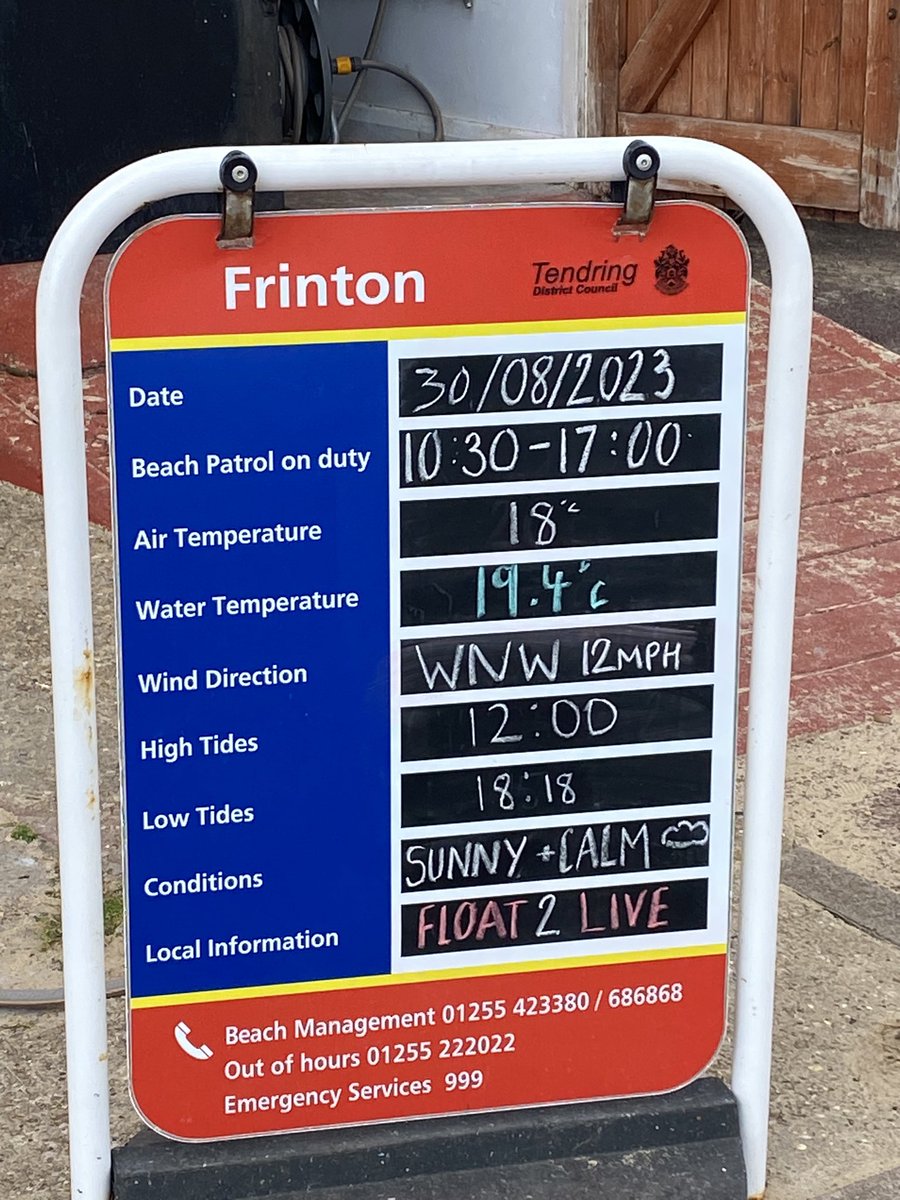 Frinton
Tendring
District Council
Date 30/08/2023
Beach Patrol on duty 10:30-17:00
Air Temperature 18°c
Water Temperature 19.4°c
Wind Direction WNW 12MPH
High Tides 12:00
Low Tides 18:18
Conditions SUNNY + CALM
Local Information FLOAT 2 LIVE
Beach Management 01255 423380 / 686868
Out of hours 01255 222022
Emergency Services 999